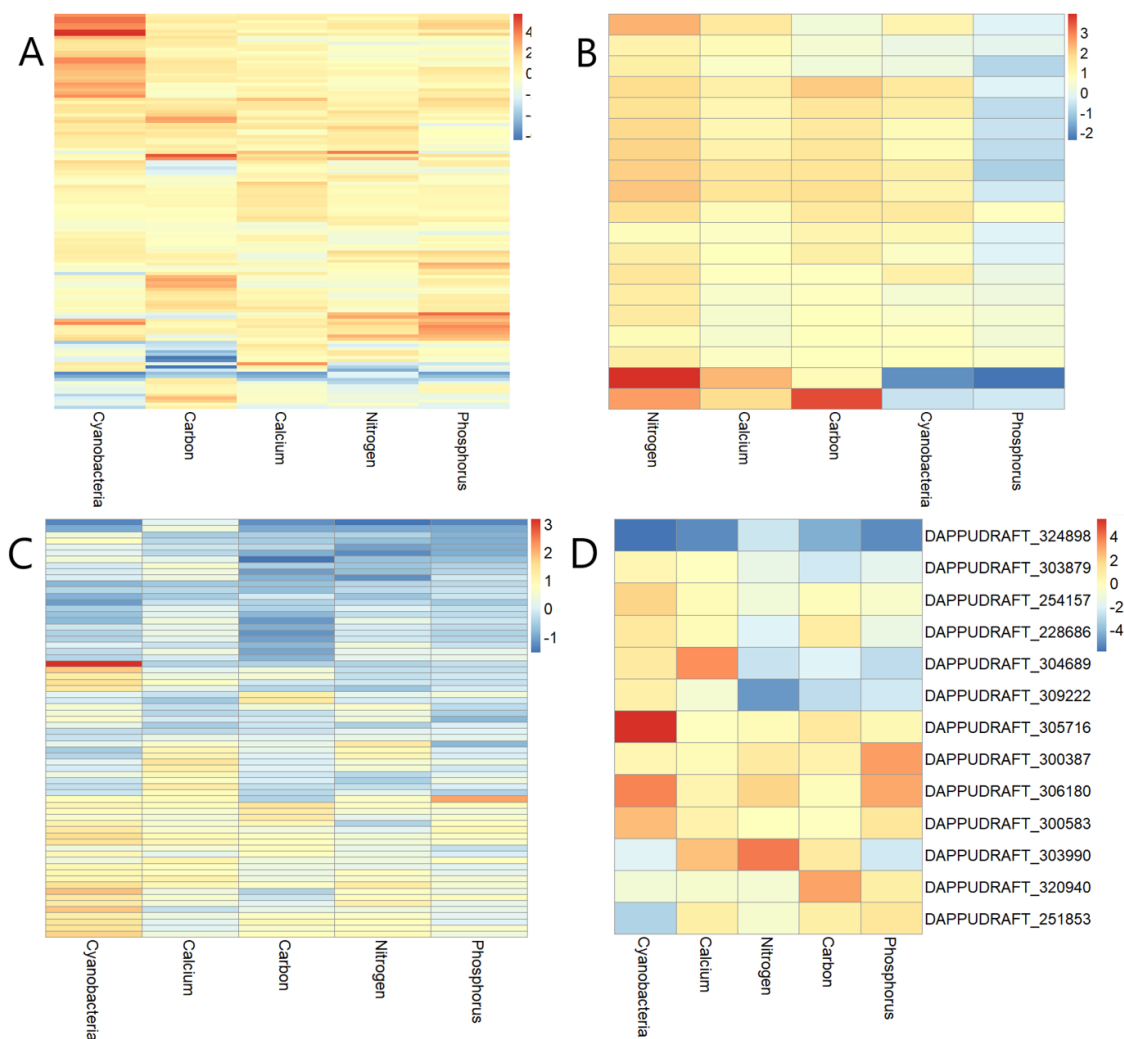 A
4
2
0
-
-
Cyanobacteria
Carbon
Calcium
Nitrogen
Phosphorus
B
3
2
1
0
-1
-2
Nitrogen
Calcium
Carbon
Cyanobacteria
Phosphorus
C
3
2
1
0
-1
Cyanobacteria
Calcium
Carbon
Nitrogen
Phosphorus
D
4
2
0
-2
-4
DAPPUDRAFT_324898
DAPPUDRAFT_303879
DAPPUDRAFT_254157
DAPPUDRAFT_228686
DAPPUDRAFT_304689
DAPPUDRAFT_309222
DAPPUDRAFT_305716
DAPPUDRAFT_300387
DAPPUDRAFT_306180
DAPPUDRAFT_300583
DAPPUDRAFT_303990
DAPPUDRAFT_320940
DAPPUDRAFT_251853
Cyanobacteria
Calcium
Nitrogen
Carbon
Phosphorus